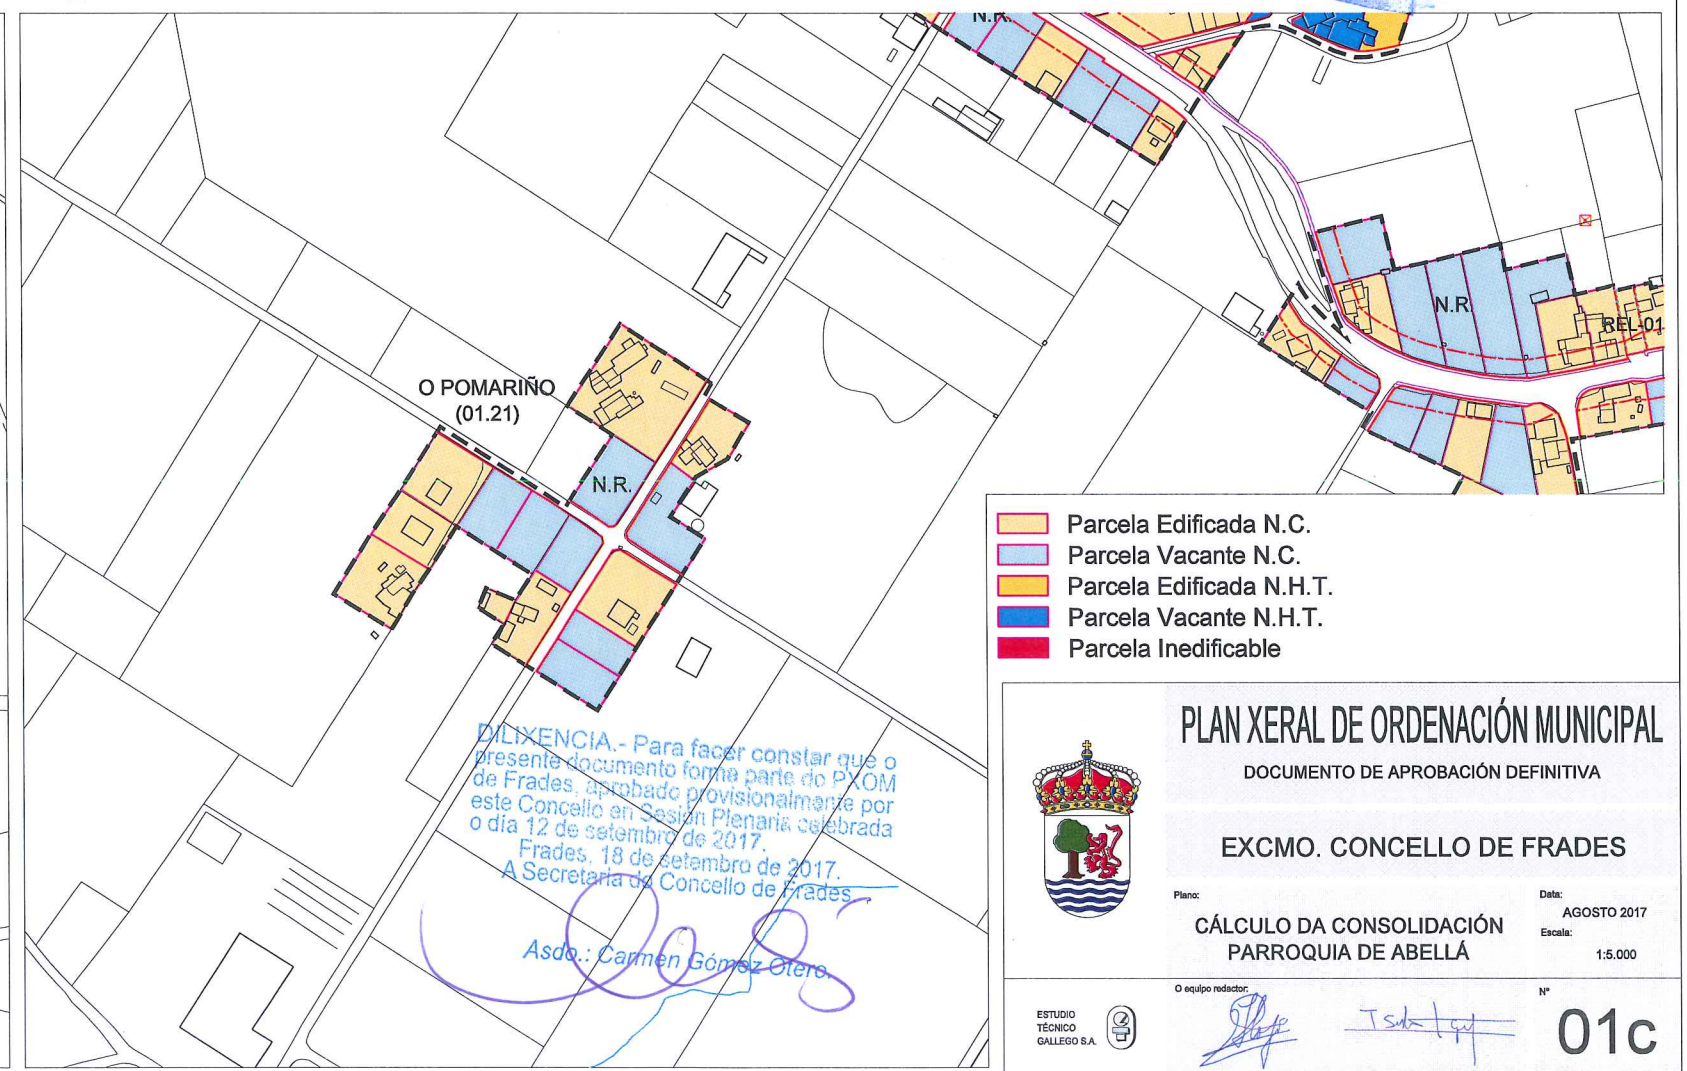 N.R.
N.R.
REL-01
O POMARIÑO
(01.21)
N.R.
Parcela Edificada N.C.
Parcela Vacante N.C.
Parcela Edificada N.H.T.
Parcela Vacante N.H.T.
Parcela Inedificable
DILIXENCIA.- Para facer constar que o
presente documento forma parte do PXOM
de Frades, aprobado provisionalmente por
este Concello en Sesión Plenaria celebrada
o día 12 de setembro de 2017.
Frades, 18 de setembro de 2017.
A Secretaria do Concello de Frades
Asdo.: Carmen Gómez Otero.
PLAN XERAL DE ORDENACIÓN MUNICIPAL
DOCUMENTO DE APROBACIÓN DEFINITIVA
EXCMO. CONCELLO DE FRADES
Plano:
CÁLCULO DA CONSOLIDACIÓN
PARROQUIA DE ABELLÁ
Data:
AGOSTO 2017
Escala:
1:5.000
O equipo redactor:
Nº
01c
ESTUDIO
TÉCNICO
GALLEGO S.A.